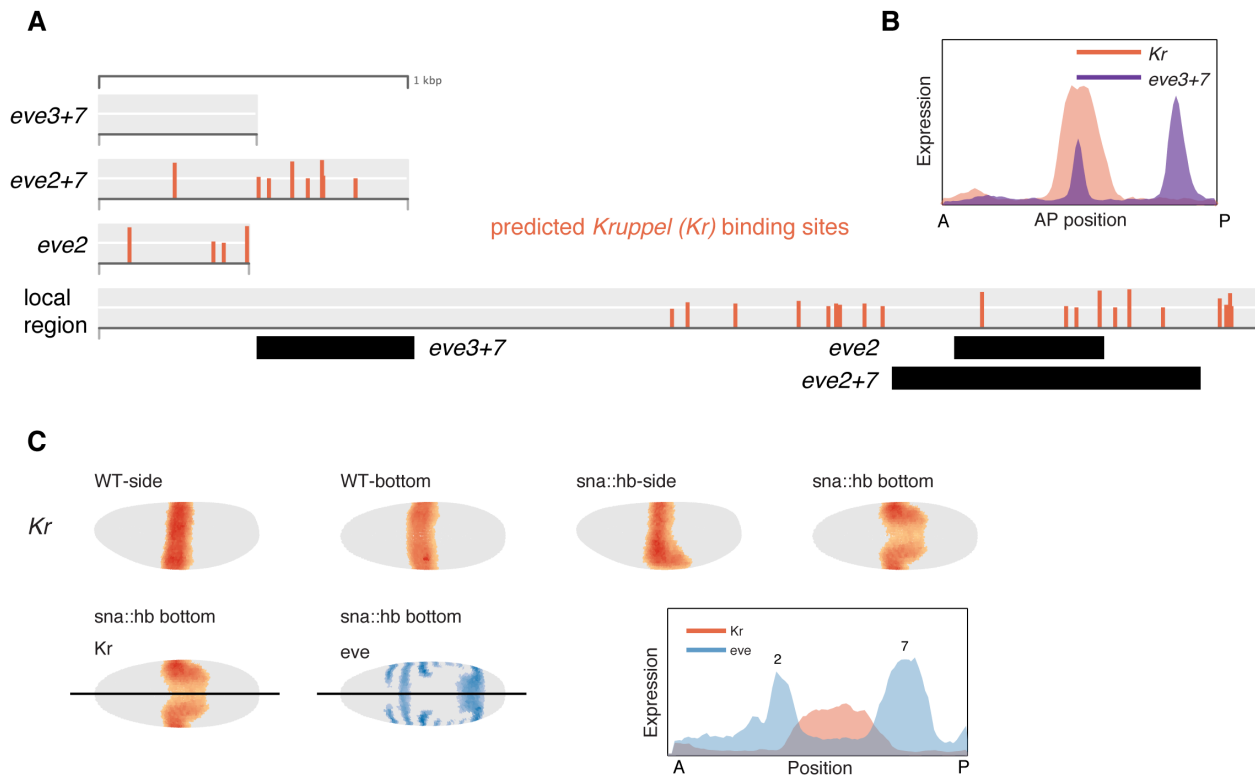 A
1 kbp
eve3+7
eve2+7
eve2
predicted Kruppel (Kr) binding sites
local
region
eve3+7
eve2
eve2+7
B
Kr
eve3+7
Expression
A
AP position
P
C
WT-side
WT-bottom
sna::hb-side
sna::hb bottom
Kr
sna::hb bottom
Kr
sna::hb bottom
eve
Kr
eve
2
7
Expression
A
Position
P